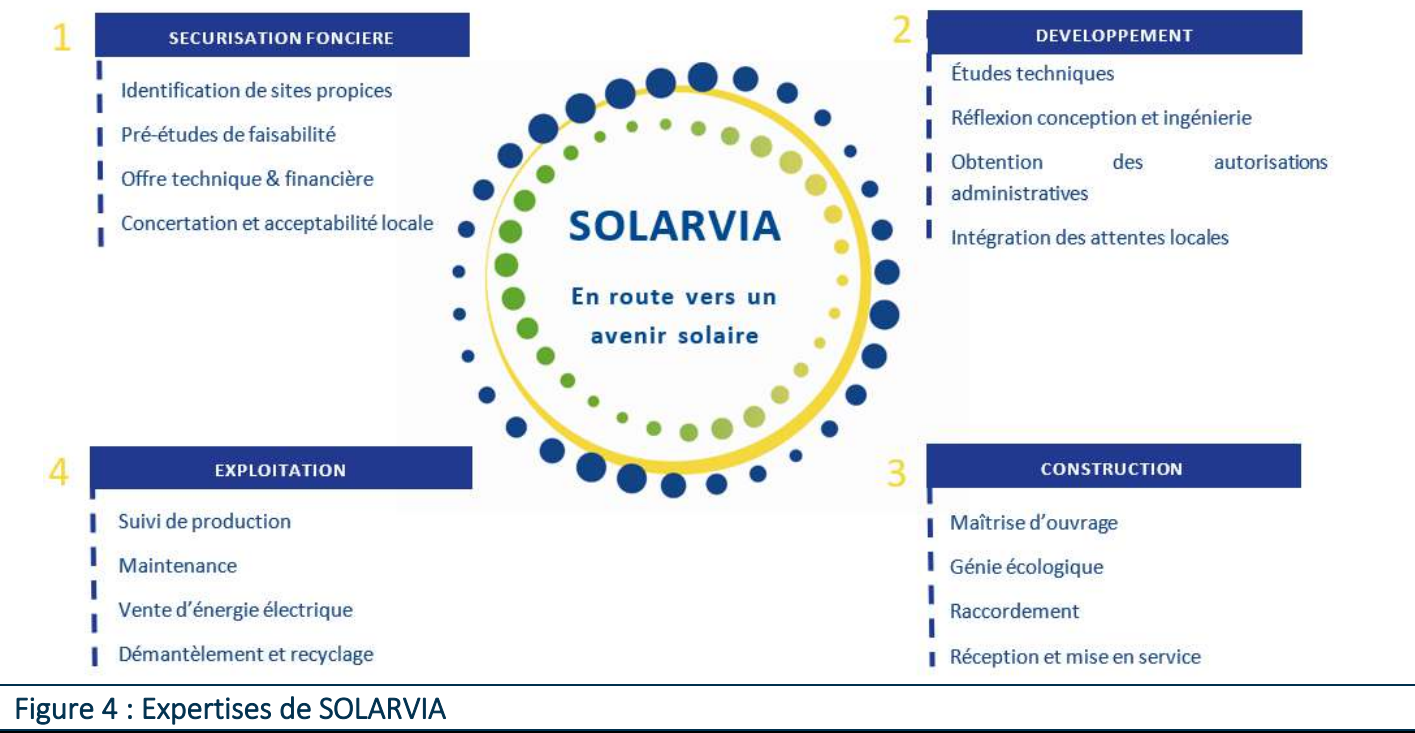 1
SECURISATION FONCIERE
Identification de sites propices
Pré-études de faisabilité
Offre technique & financière
Concertation et acceptabilité locale
2
DEVELOPPEMENT
Études techniques
Réflexion conception et ingénierie
Obtention des autorisations
administratives
Intégration des attentes locales
SOLARVIA
En route vers un
avenir solaire
4
EXPLOITATION
Suivi de production
Maintenance
Vente d’énergie électrique
Démantèlement et recyclage
3
CONSTRUCTION
Maîtrise d’ouvrage
Génie écologique
Raccordement
Réception et mise en service
Figure 4 : Expertises de SOLARVIA